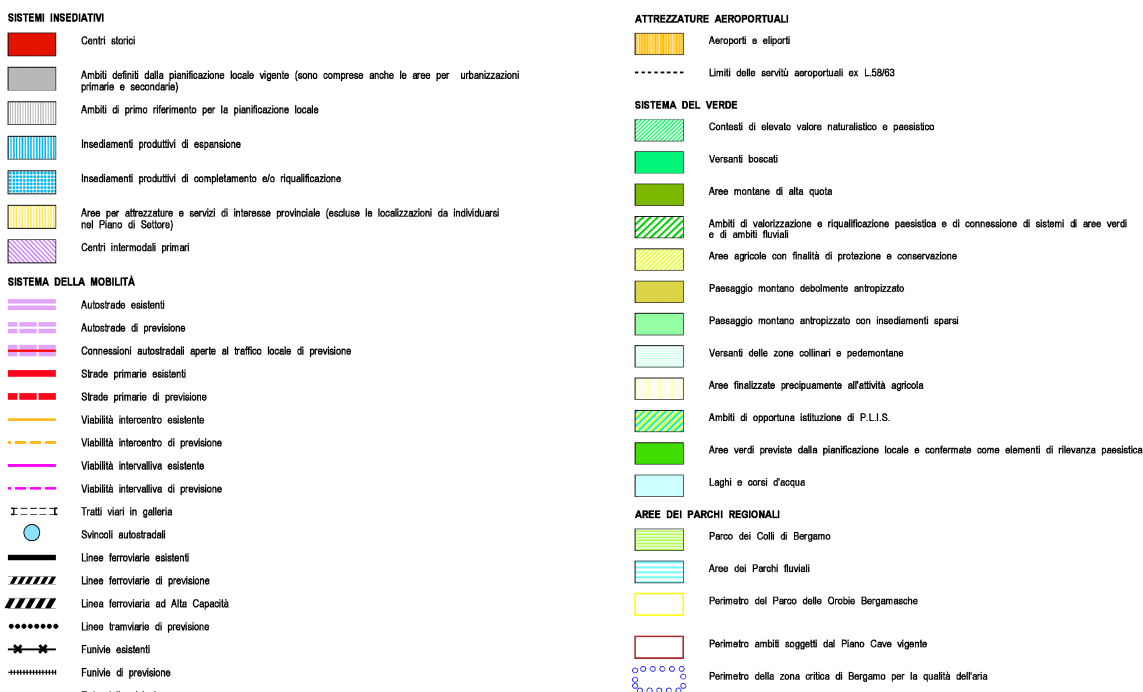 SISTEMI INSEDIATIVI
Centri storici
Ambiti definiti dalla pianificazione locale vigente (sono comprese anche le aree per urbanizzazioni
primarie e secondarie)
Ambiti di primo riferimento per la pianificazione locale
Insediamenti produttivi di espansione
Insediamenti produttivi di completamento e/o riqualificazione
Aree per attrezzature e servizi di interesse provinciale (escluse le localizzazioni da individuarsi
nel Piano di Settore)
Centri intermodali primari
SISTEMA DELLA MOBILITÀ
Autostrade esistenti
Autostrade di previsione
Connessioni autostradali aperte al traffico locale di previsione
Strade primarie esistenti
Strade primarie di previsione
Viabilità intercentro esistente
Viabilità intercentro di previsione
Viabilità intervalliva esistente
Viabilità intervalliva di previsione
Tratti viari in galleria
Svincoli autostradali
Linee ferroviarie esistenti
Linee ferroviarie di previsione
Linea ferroviaria ad Alta Capacità
Linee tramviarie di previsione
Funivie esistenti
Funivie di previsione
ATTREZZATURE AEROPORTUALI
Aeroporti e eliporti
Limiti delle servitù aeroportuali ex L.58/63
SISTEMA DEL VERDE
Contesti di elevato valore naturalistico e paesistico
Versanti boscati
Aree montane di alta quota
Ambiti di valorizzazione e riqualificazione paesistica e di connessione di sistemi di aree verdi
e di ambiti fluviali
Aree agricole con finalità di protezione e conservazione
Paesaggio montano debolmente antropizzato
Paesaggio montano antropizzato con insediamenti sparsi
Versanti delle zone collinari e pedemontane
Aree finalizzate precipuamente all'attività agricola
Ambiti di opportuna istituzione di P.L.I.S.
Aree verdi previste dalla pianificazione locale e confermate come elementi di rilevanza paesistica
Laghi e corsi d'acqua
AREE DEI PARCHI REGIONALI
Parco dei Colli di Bergamo
Aree dei Parchi fluviali
Perimetro del Parco delle Orobie Bergamasche
Perimetro ambiti soggetti dal Piano Cave vigente
Perimetro della zona critica di Bergamo per la qualità dell'aria